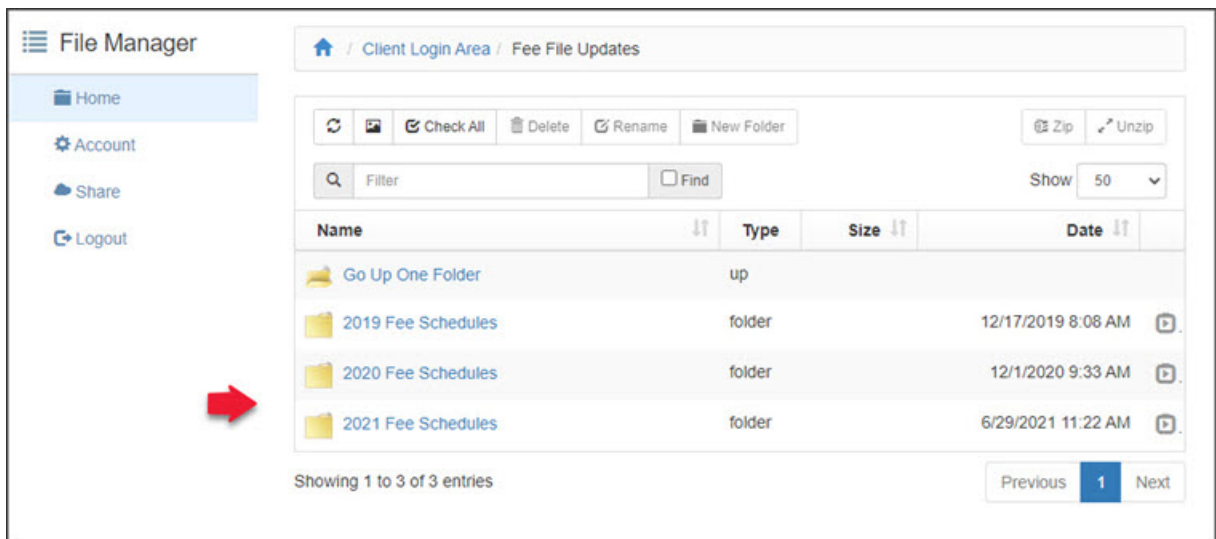 File Manager
Home
Account
Share
Logout
/ Client Login Area / Fee File Updates
Check All Delete Rename New Folder Zip Unzip
Filter Find Show 50
Name Type Size Date
Go Up One Folder up
2019 Fee Schedules folder 12/17/2019 8:08 AM
2020 Fee Schedules folder 12/1/2020 9:33 AM
2021 Fee Schedules folder 6/29/2021 11:22 AM
Showing 1 to 3 of 3 entries Previous 1 Next